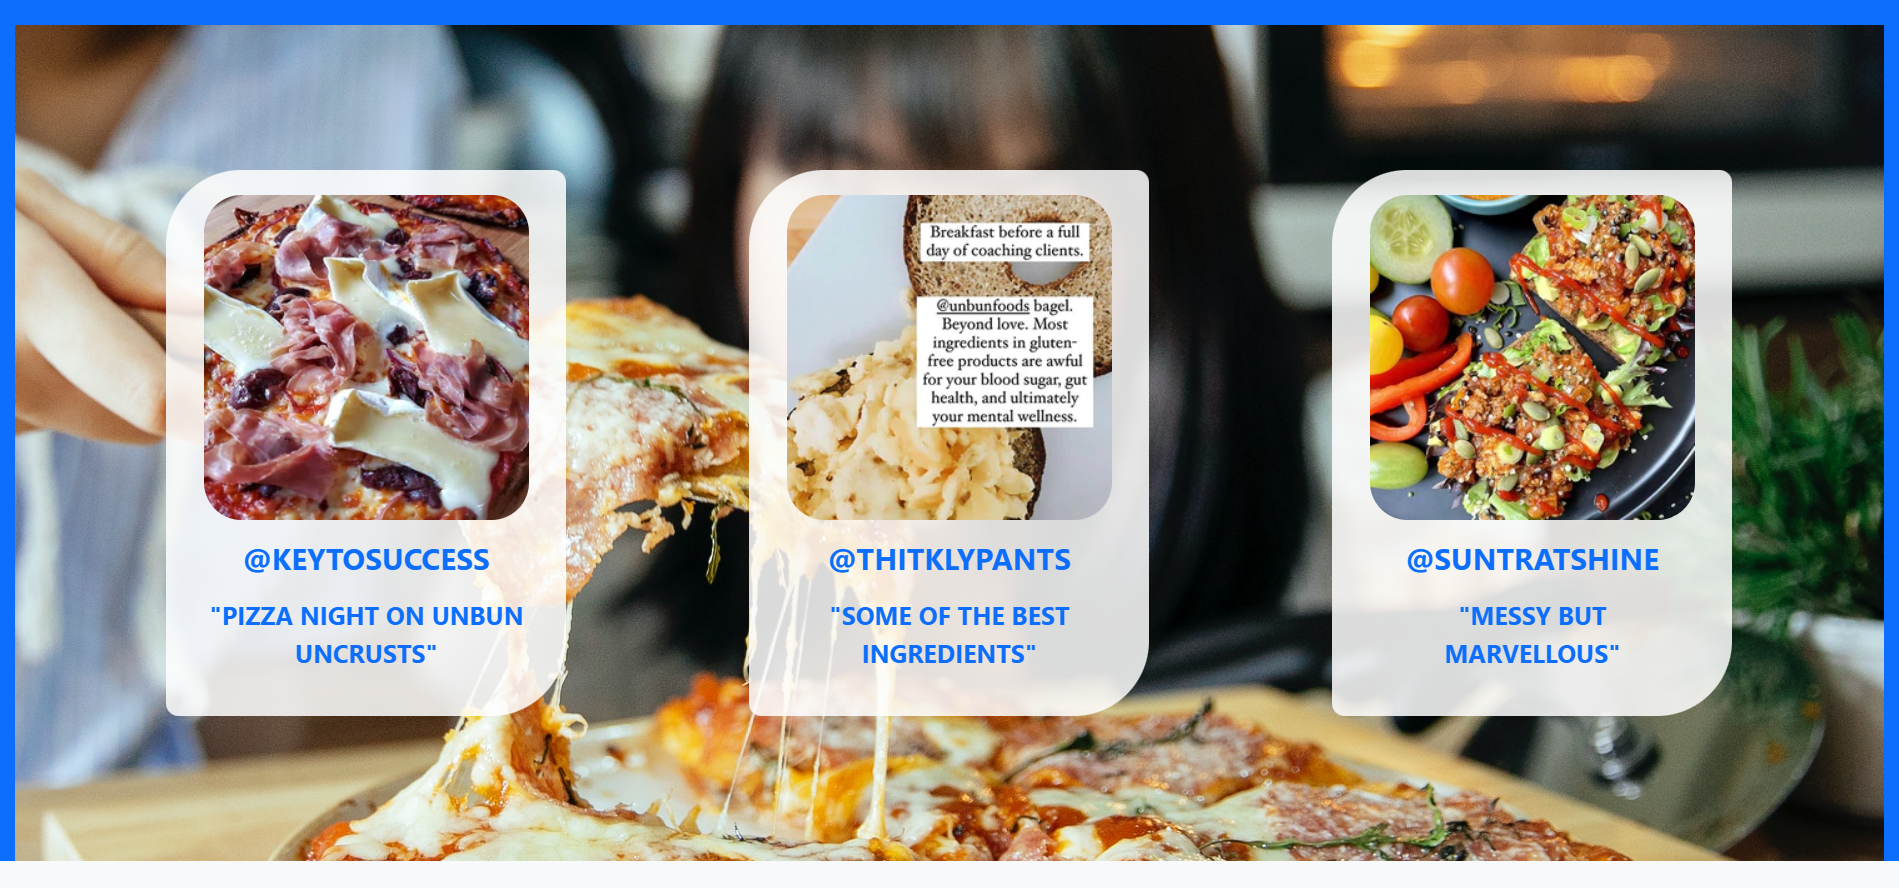 @KEYTOSUCCESS
"PIZZA NIGHT ON UNBUN
UNCRUSTS"
Breakfast before a full
day of coaching clients.
@unbunfoods bagel.
Beyond love. Most
ingredients in gluten-
free products are awful
for your blood sugar, gut
health, and ultimately
your mental wellness.
@THITKLYPANTS
"SOME OF THE BEST
INGREDIENTS"
@SUNTRATSHINE
"MESSY BUT
MARVELLOUS"